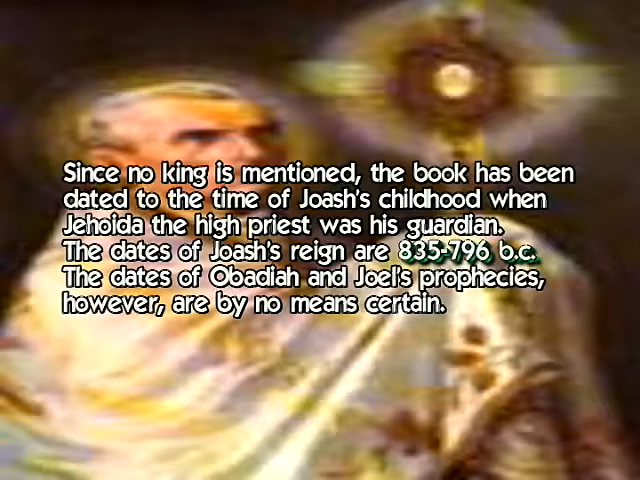 Since no king is mentioned, the book has been
dated to the time of Joash's childhood when
Jehoida the high priest was his guardian.
The dates of Joash's reign are 835-796 b.c.
The dates of Obadiah and Joel's prophecies,
however, are by no means certain.